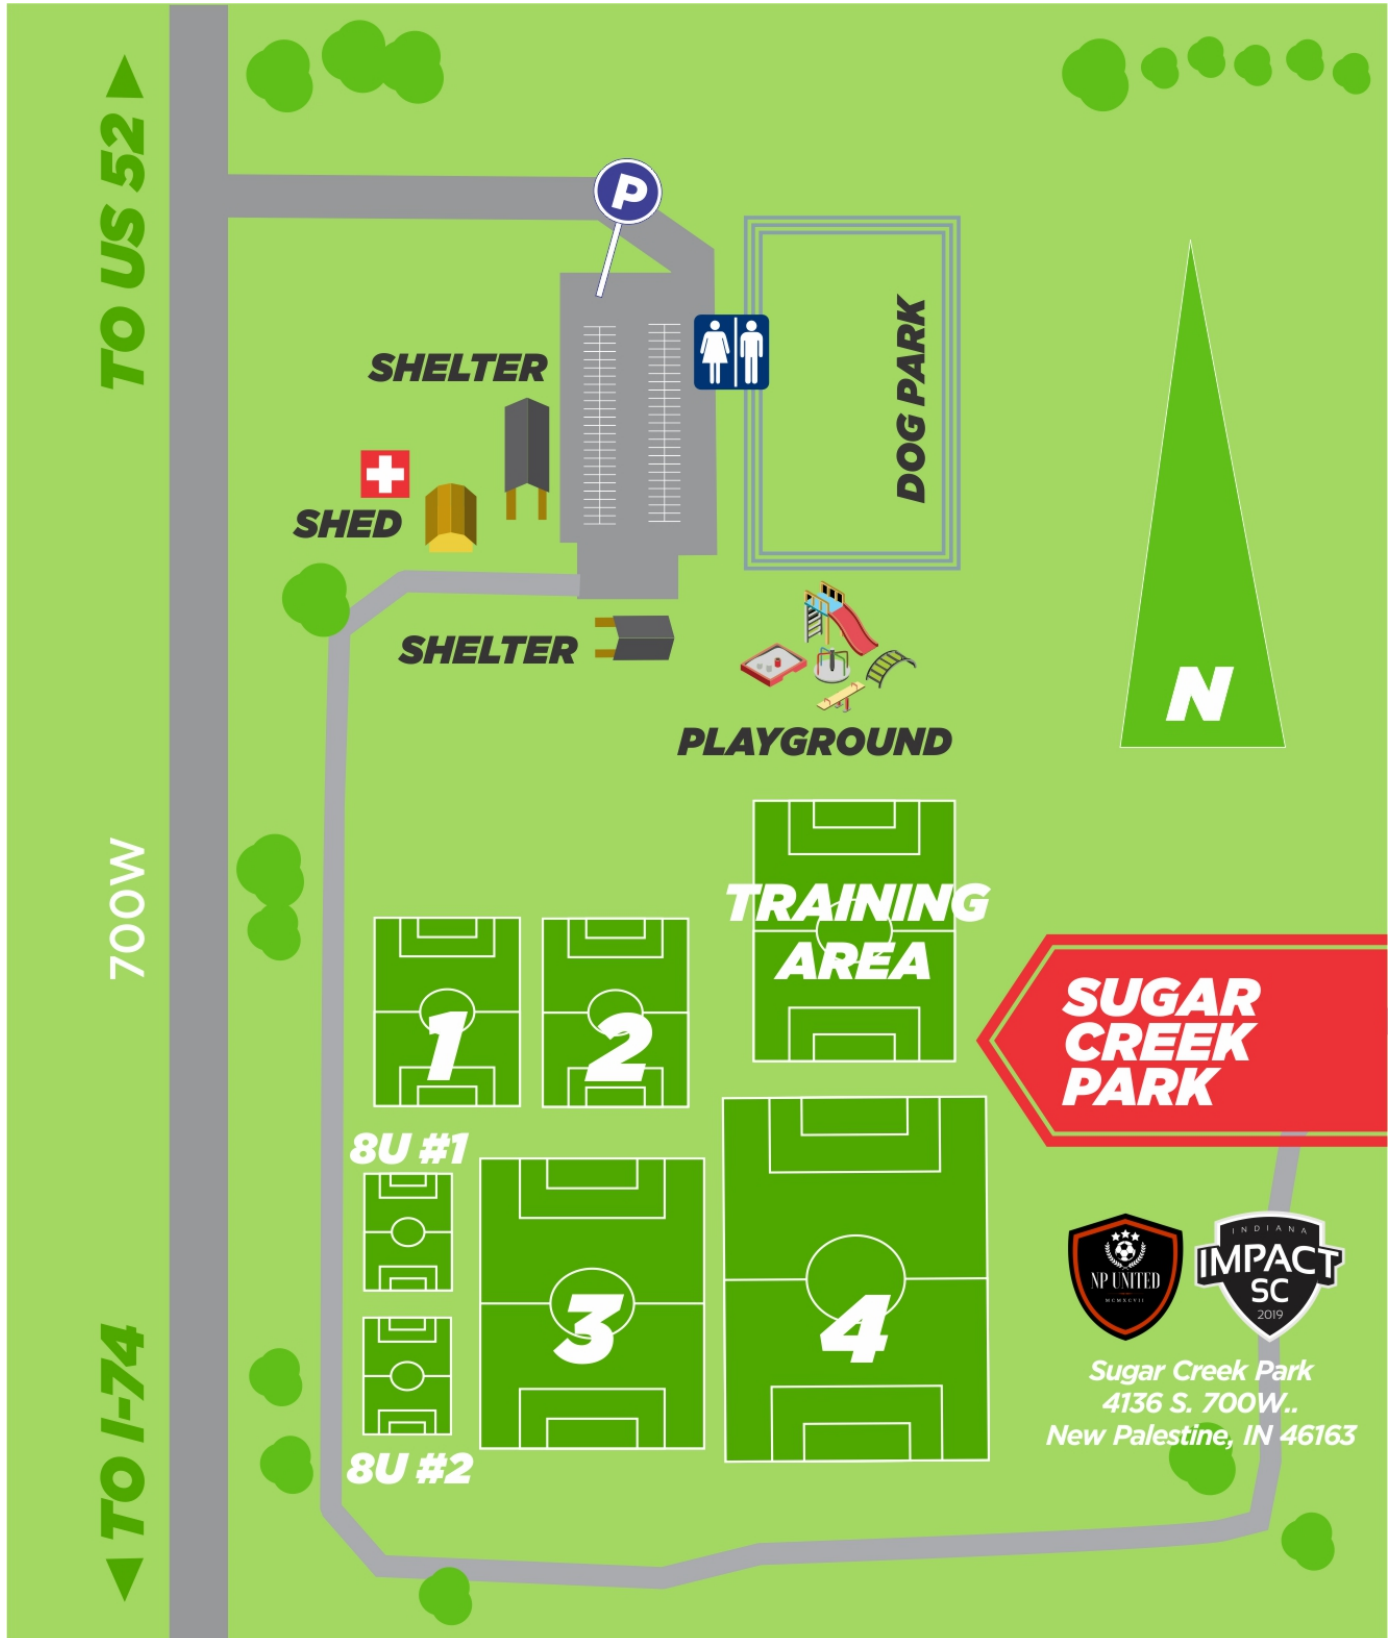 TO US 52
P
SHELTER
DOG PARK
SHED
SHELTER
PLAYGROUND
N
700W
TRAINING
AREA
1
2
SUGAR
CREEK
PARK
8U #1
3
4
8U #2
NP UNITED
MCMXCVII
INDIANA
IMPACT
SC
2019
Sugar Creek Park
4136 S. 700W..
New Palestine, IN 46163
TO I-74